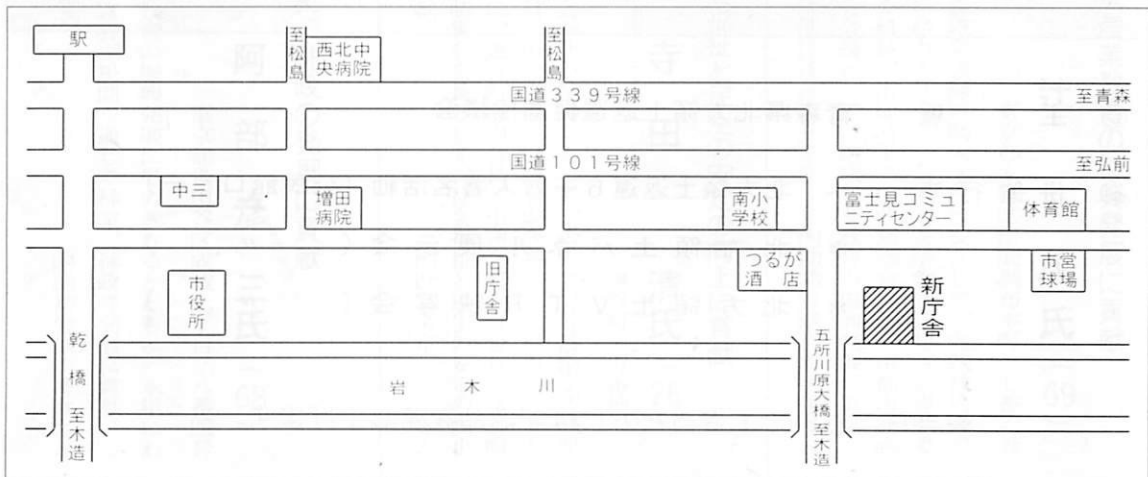 駅
至松島
西北中
央病院
至松島
国道339号線
至青森
国道101号線
至弘前
中三
増田
病院
南小
学校
富士見コミュ
ニティセンター
体育館
市役所
旧庁舎
つるが
酒店
新庁舎
市営
球場
乾橋至木造
岩木川
五所川原大橋至木造